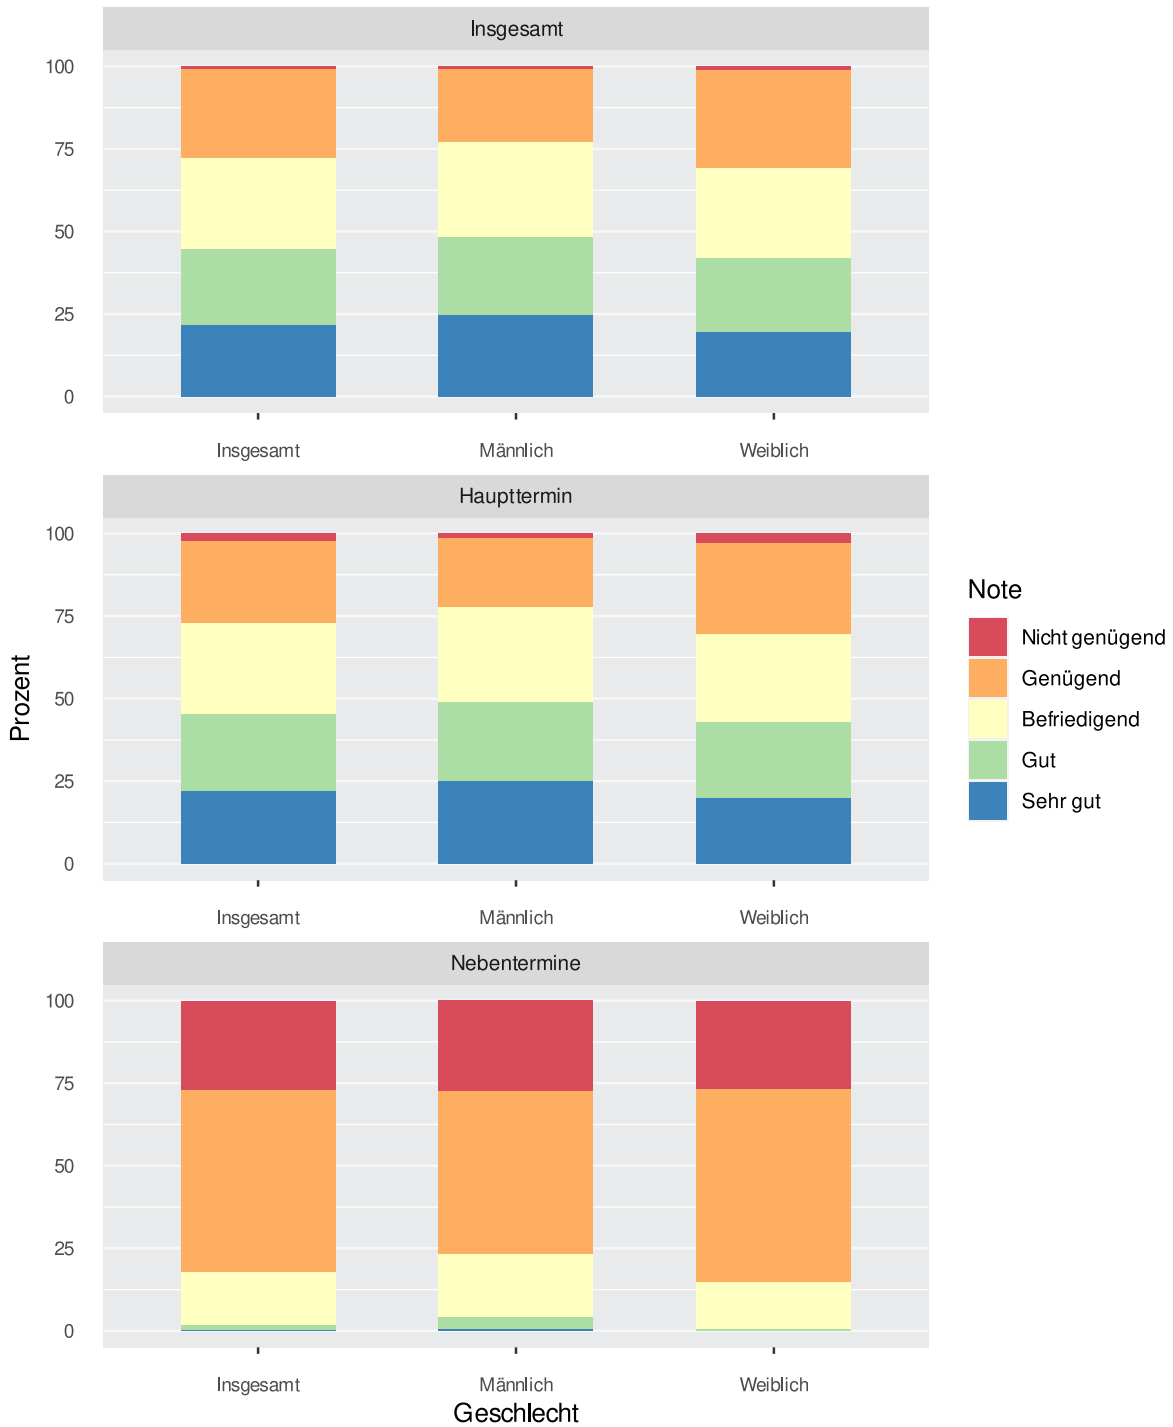 Insgesamt
100
75
50
25
0
Insgesamt Männlich Weiblich
Haupttermin
100
75
50
25
0
Insgesamt Männlich Weiblich
Nebentermine
100
75
50
25
0
Insgesamt Männlich Weiblich
Geschlecht
Prozent
Note
Nicht genügend
Genügend
Befriedigend
Gut
Sehr gut